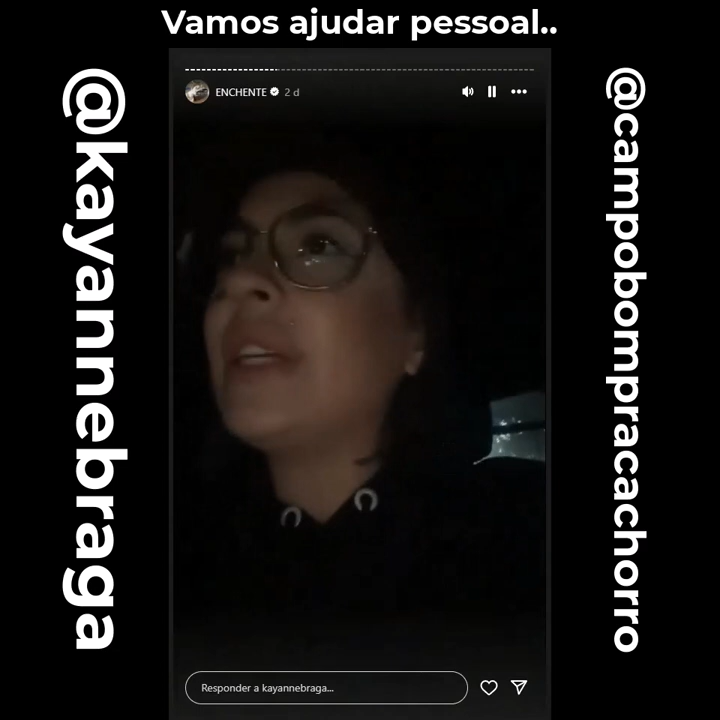 Vamos ajudar pessoal..
@kayannebraga
ENCHENTE 2 d
Responder a kayannebraga...
@campobompracachorro